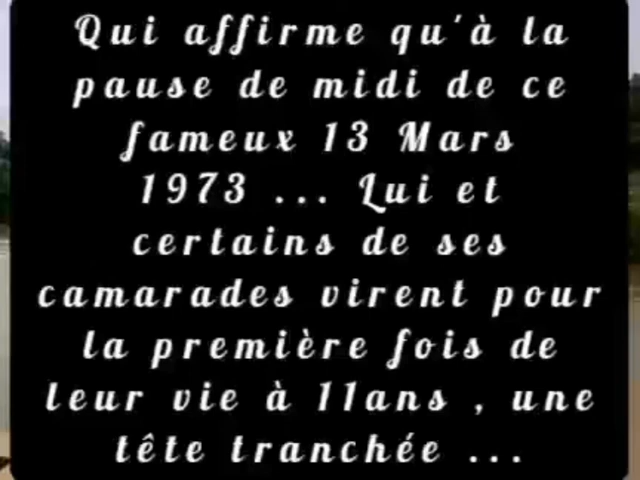 Qui affirme qu'à la
pause de midi de ce
fameux 13 Mars
1973 ... Lui et
certains de ses
camarades virent pour
la première fois de
leur vie à 11ans , une
tête tranchée ...